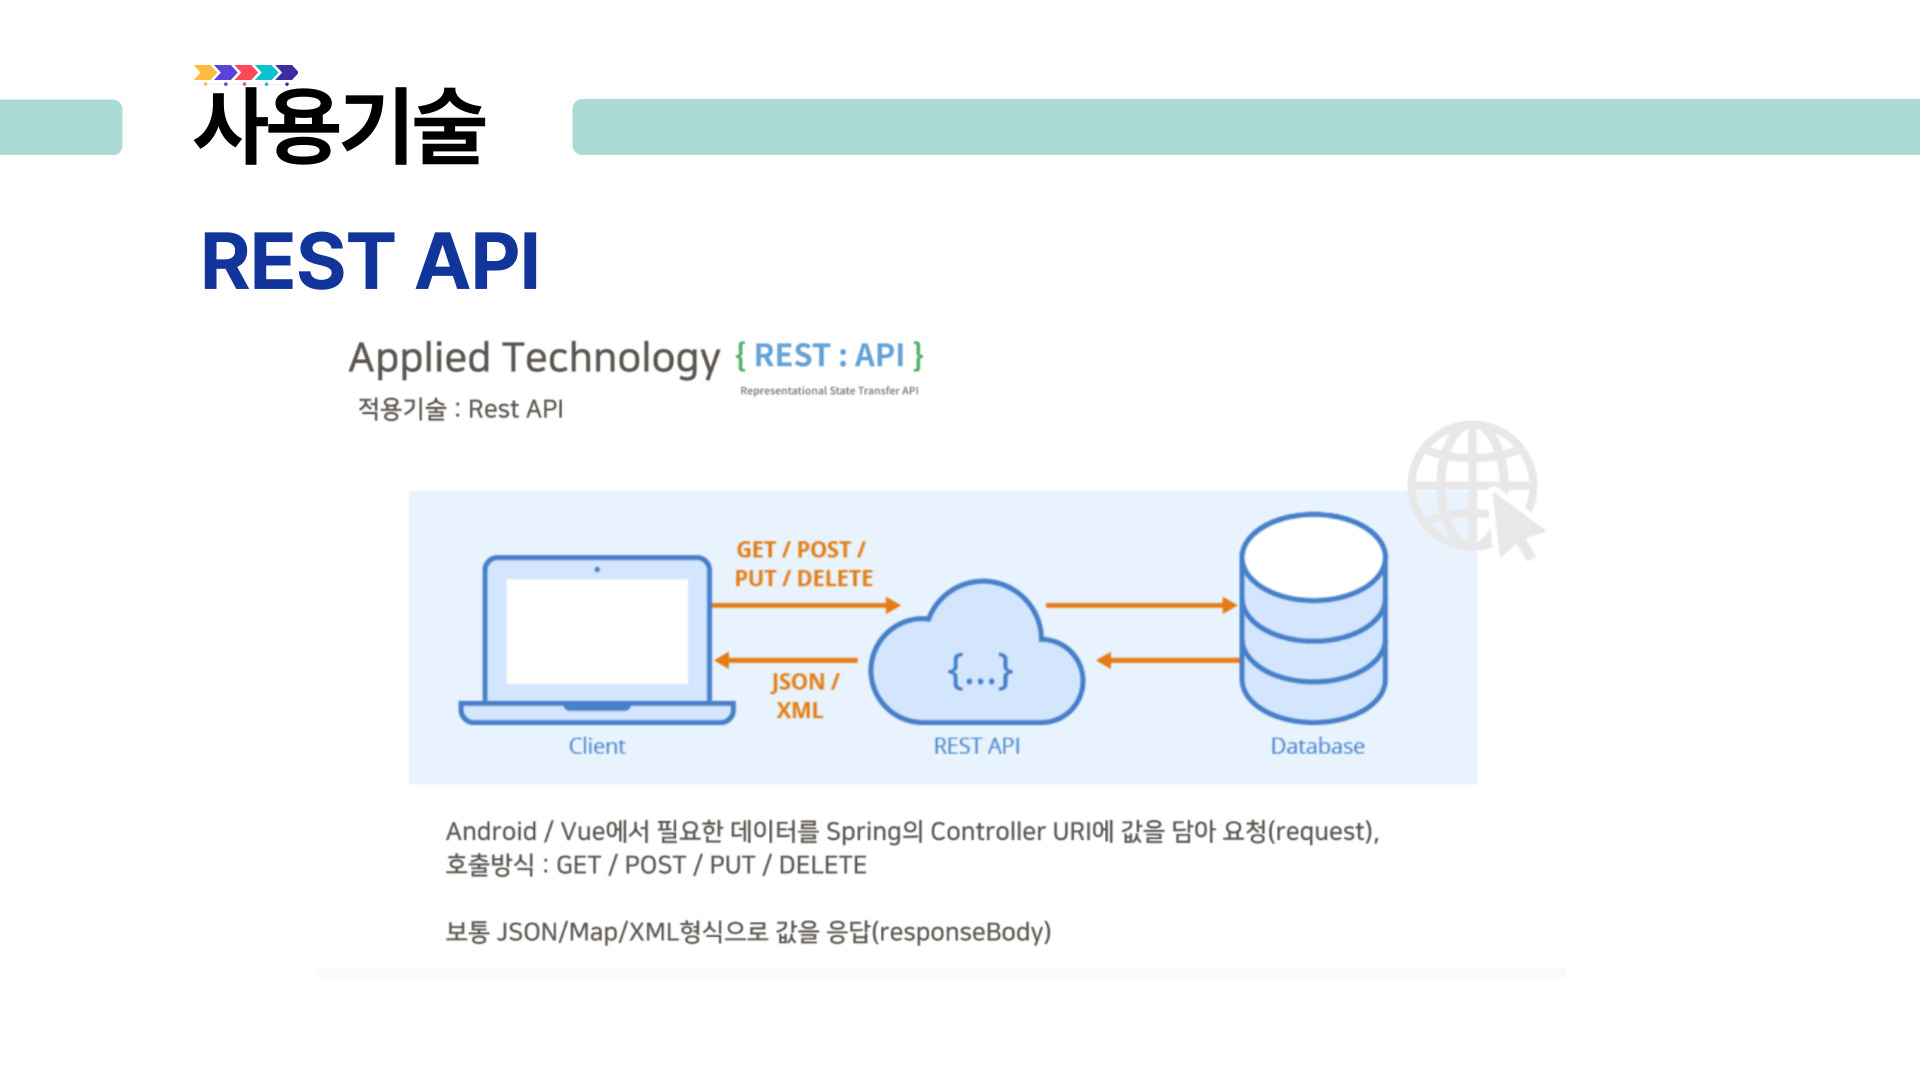 사용기술
REST API
Applied Technology { REST : API }
Representational State Transfer API
적용기술 : Rest API
GET / POST /
PUT / DELETE
{...}
JSON /
XML
Client
REST API
Database
Android / Vue에서 필요한 데이터를 Spring의 Controller URI에 값을 담아 요청(request),
호출방식 : GET / POST / PUT / DELETE
보통 JSON/Map/XML형식으로 값을 응답(responseBody)